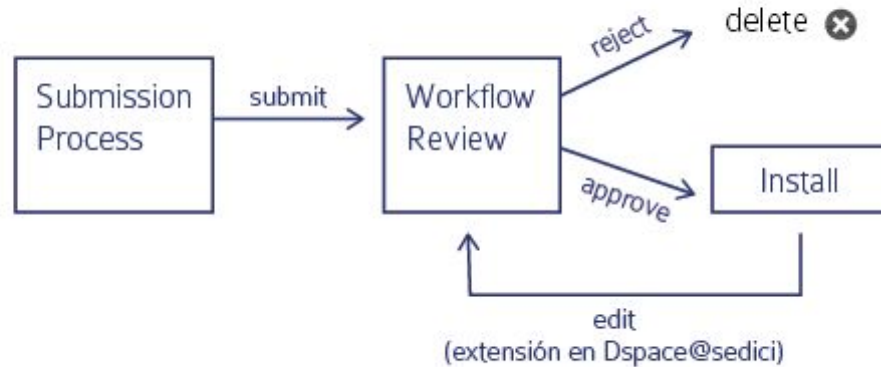 Submission
Process
submit
Workflow
Review
reject
delete
approve
Install
edit
(extensión en Dspace@sedici)